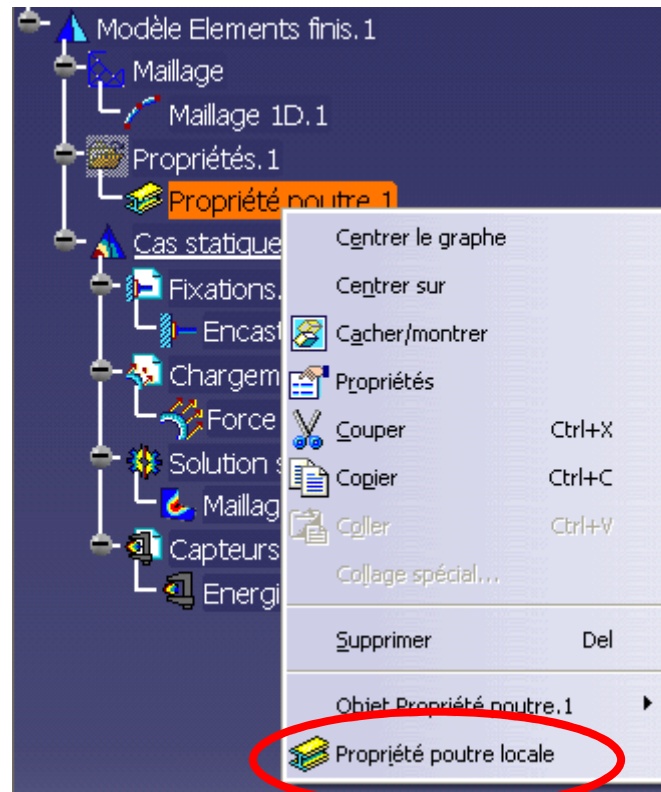 Modèle Elements finis.1
Maillage
Maillage 1D.1
Propriétés.1
Propriété poutre.1
Cas statique
Fixations.
Encast
Chargem
Force
Solution s
Maillag
Capteurs
Energi
Centrer le graphe
Centrer sur
Cacher/montrer
Propriétés
Couper Ctrl+X
Copier Ctrl+C
Coller Ctrl+V
Collage spécial...
Supprimer Del
Objet Propriété poutre.1
Propriété poutre locale